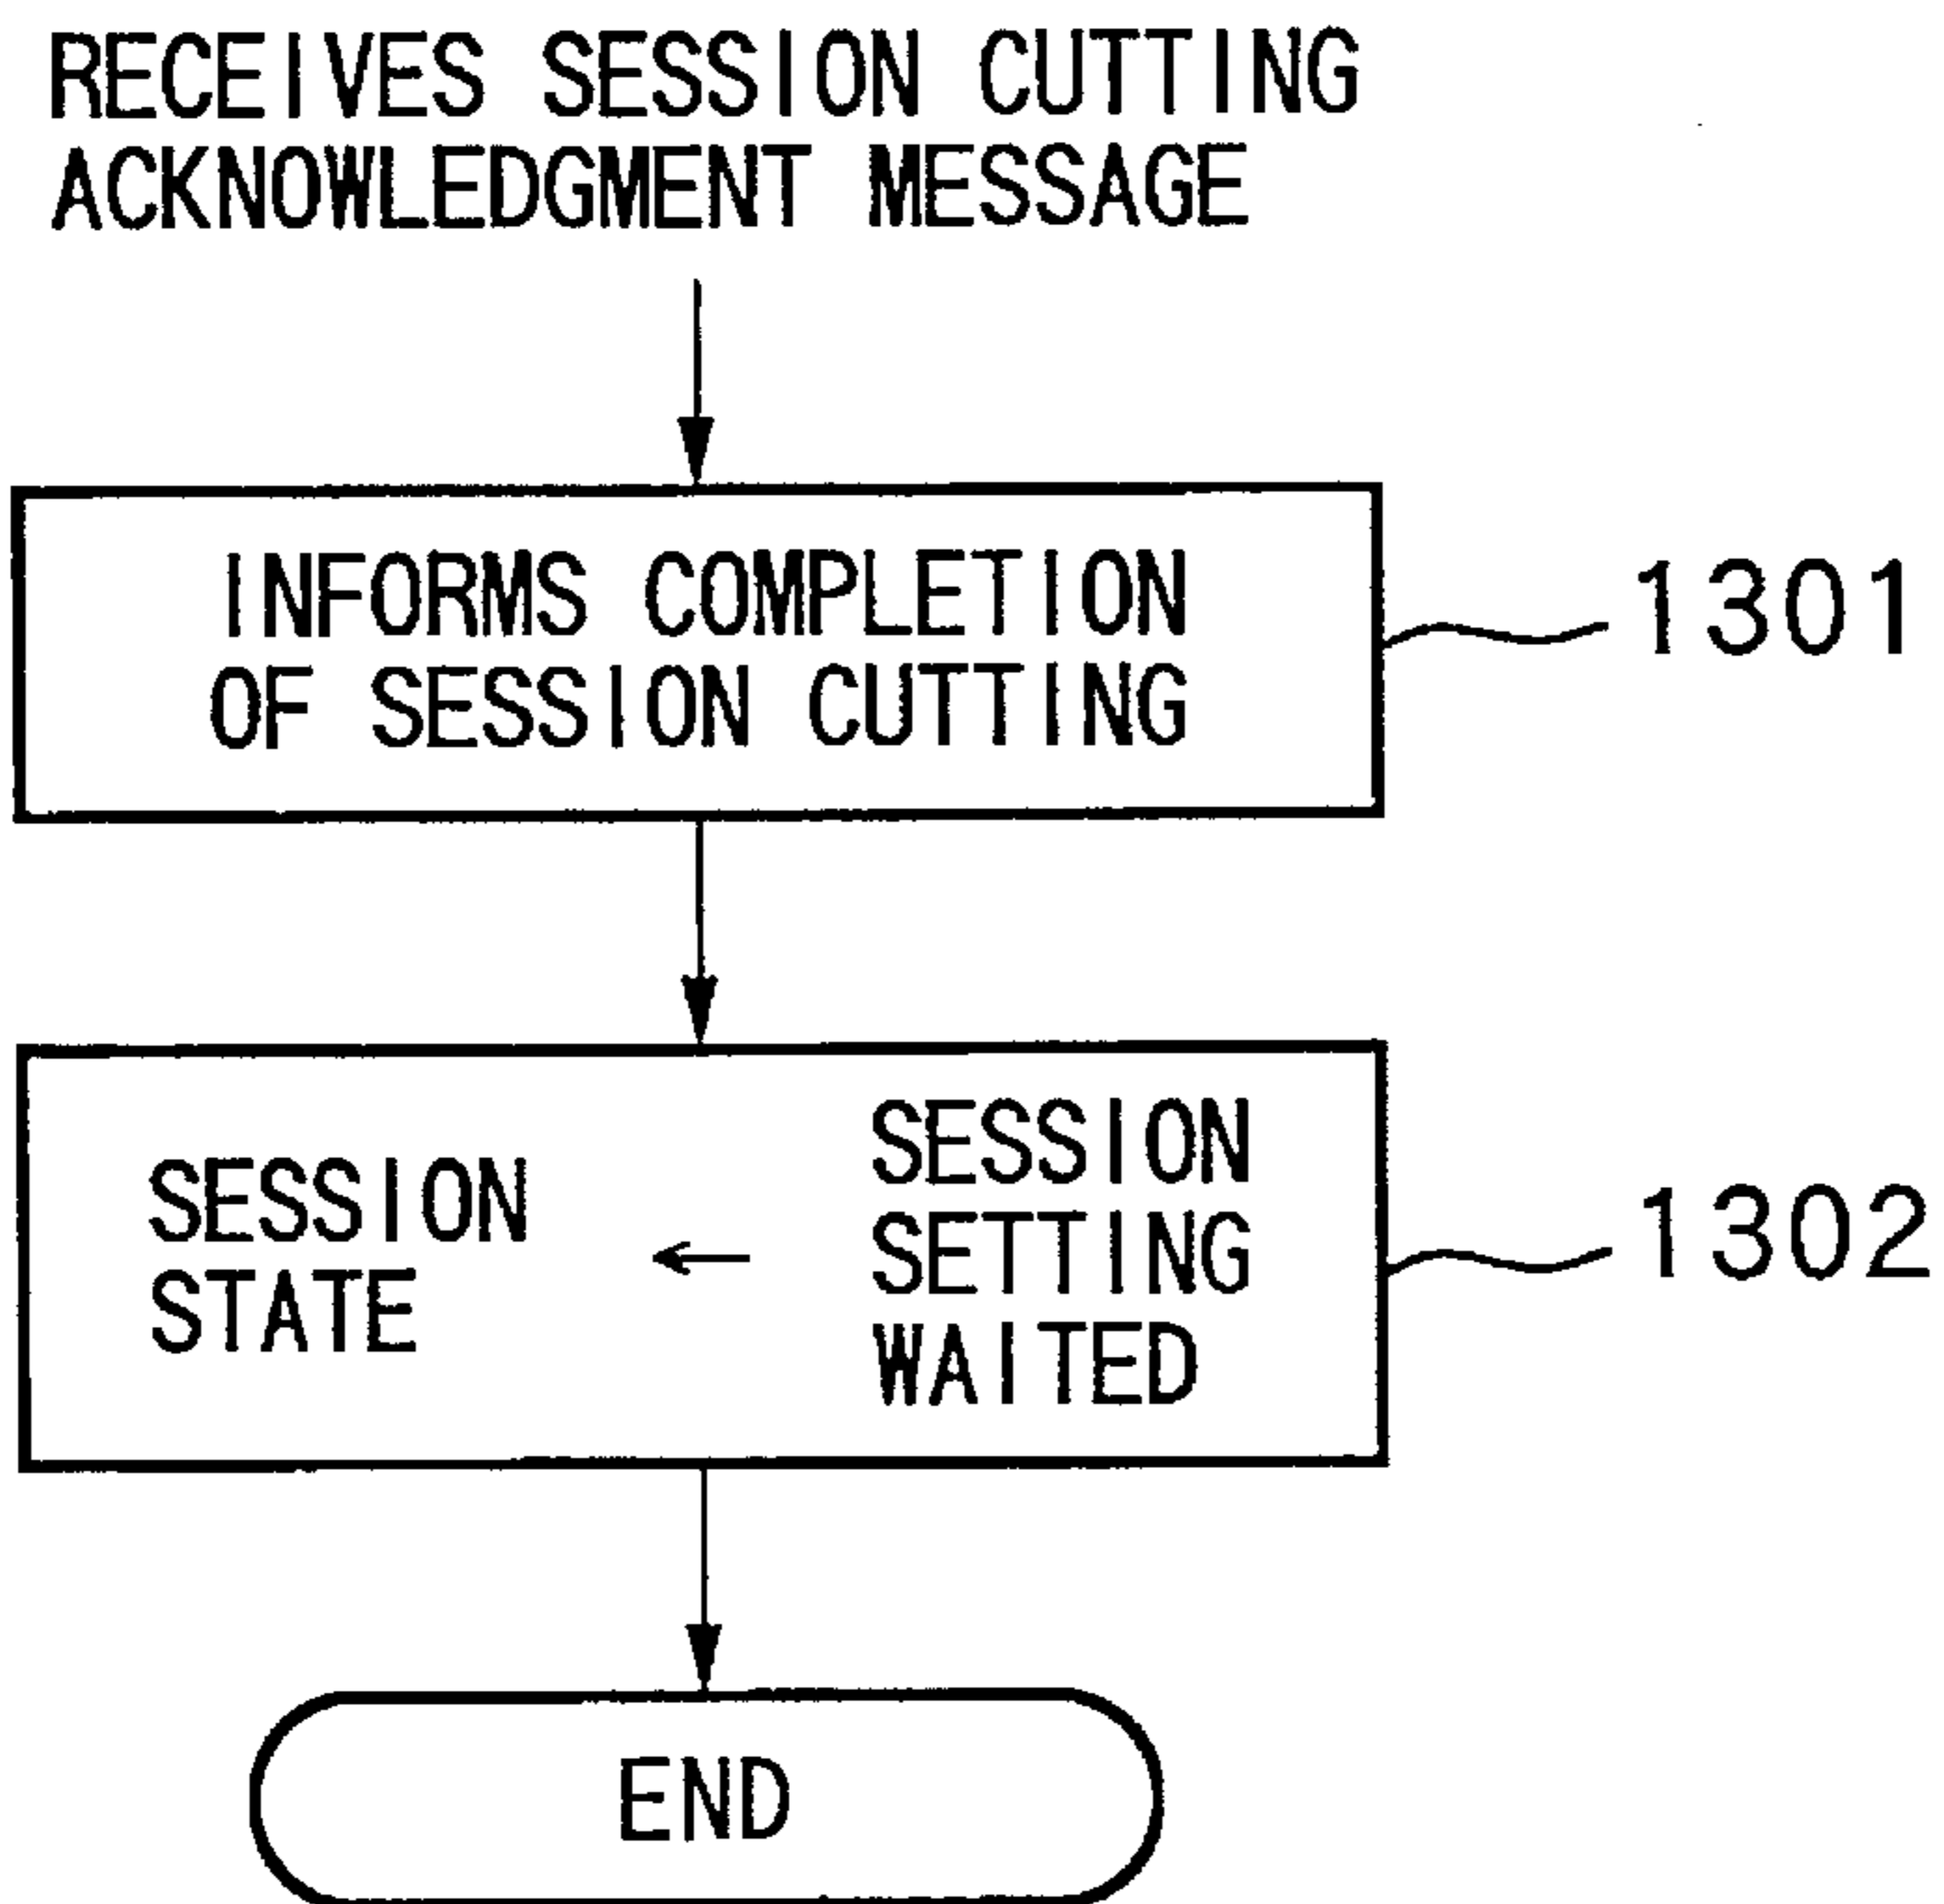 RECEIVES SESSION CUTTING
ACKNOWLEDGMENT MESSAGE
INFORMS COMPLETION
OF SESSION CUTTING
1301
SESSION
STATE
←
SESSION
SETTING
WAITED
1302
END